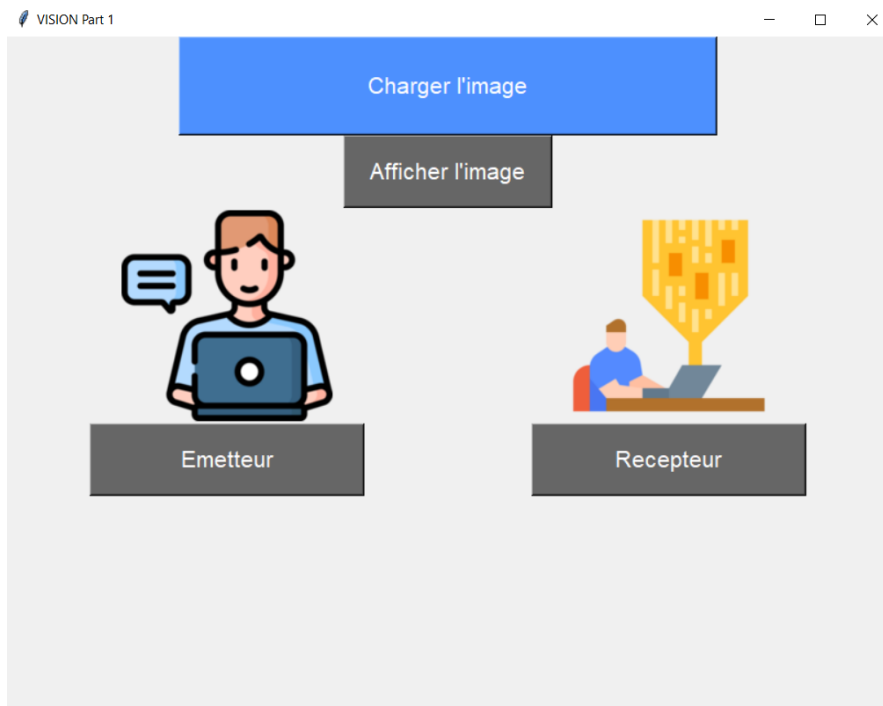 VISION Part 1
Charger l'image
Afficher l'image
Emetteur
Recepteur